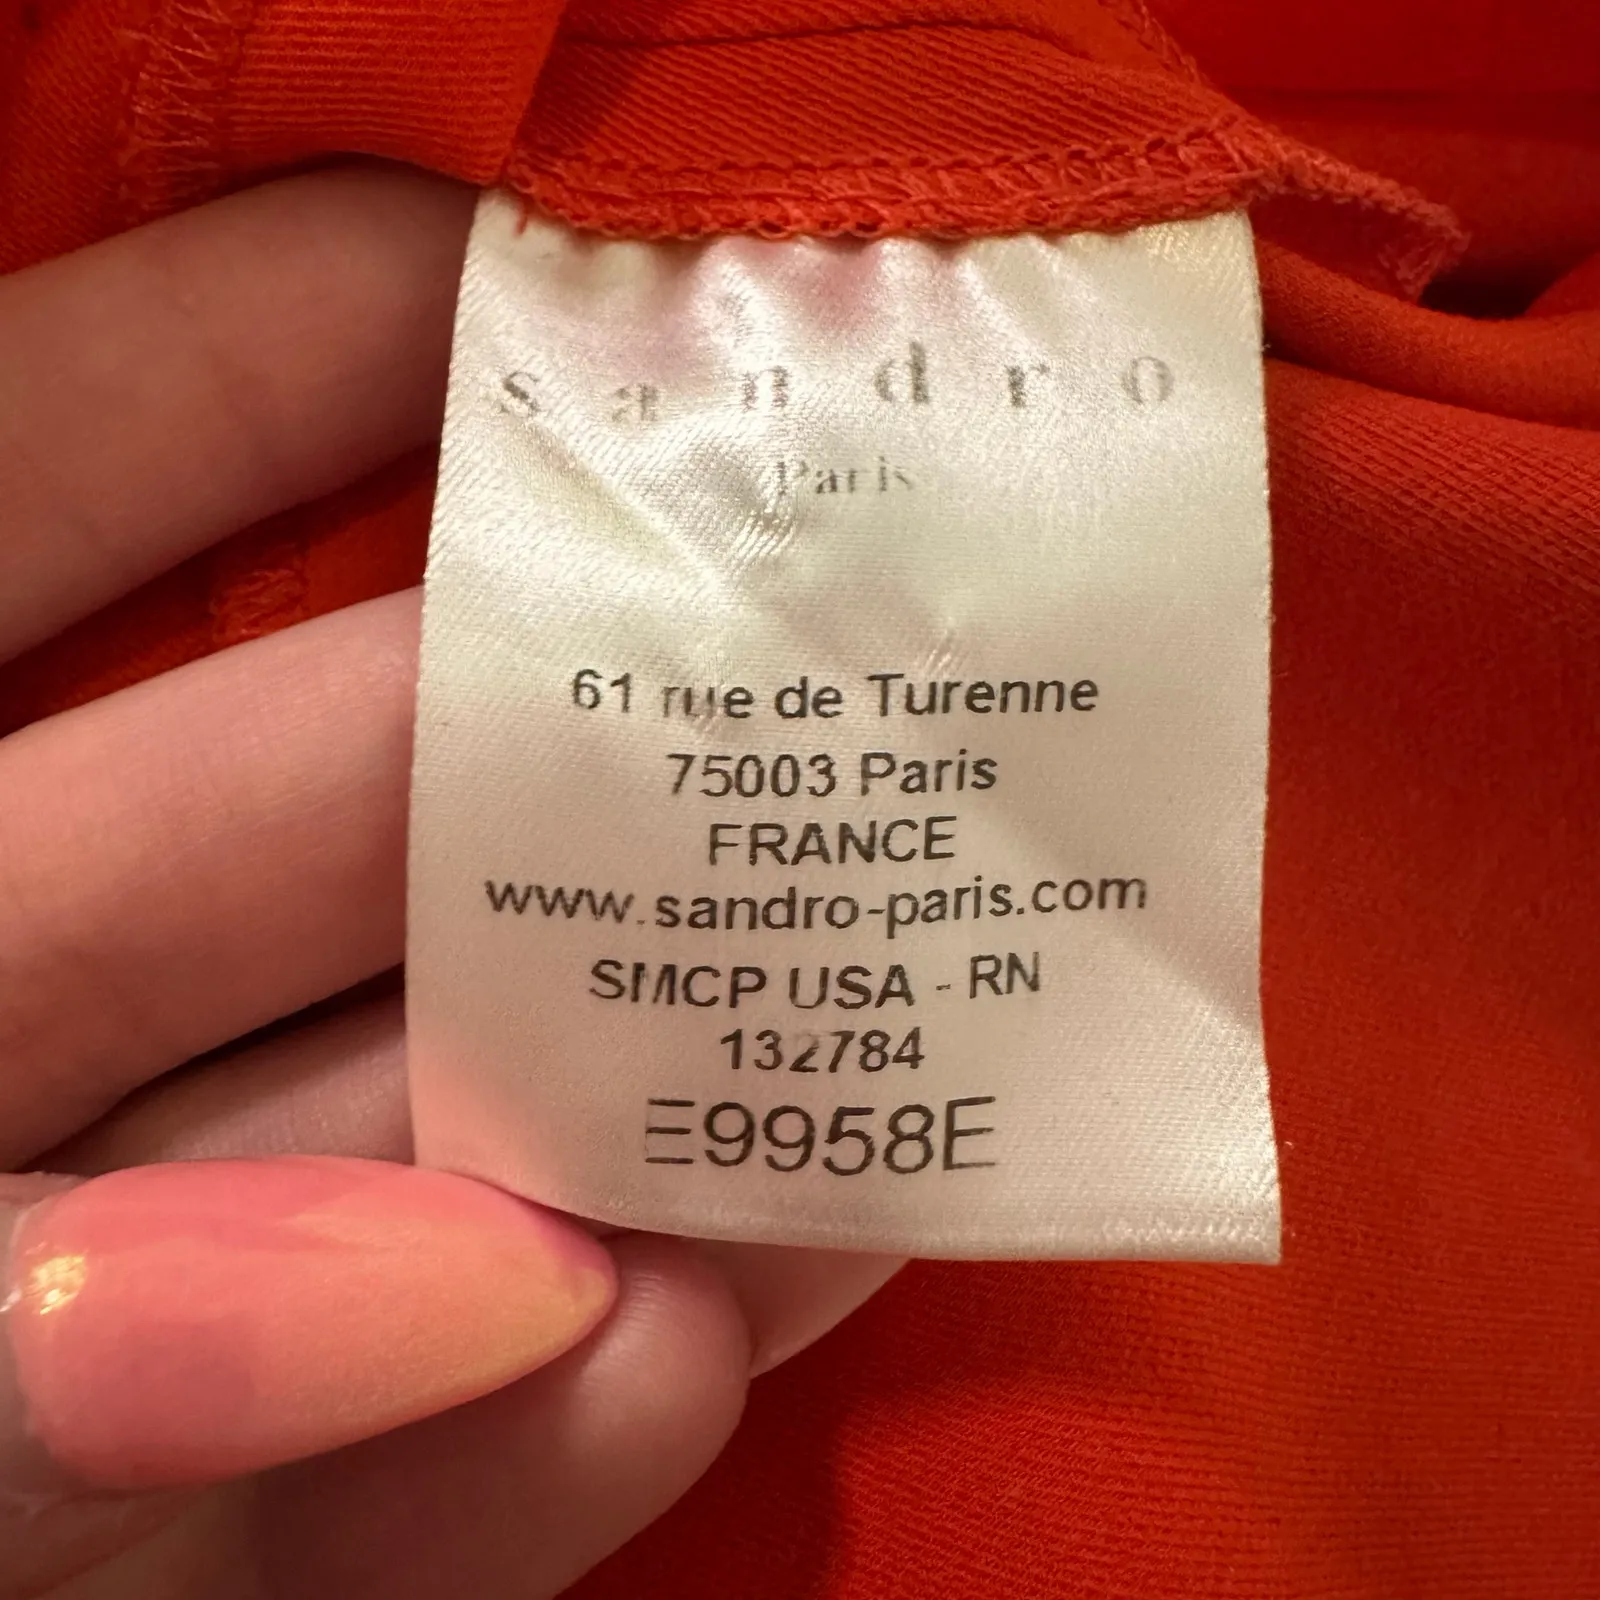 sandro
Paris
61 rue de Turenne
75003 Paris
FRANCE
www.sandro-paris.com
SMCP USA - RN
132784
E9958E